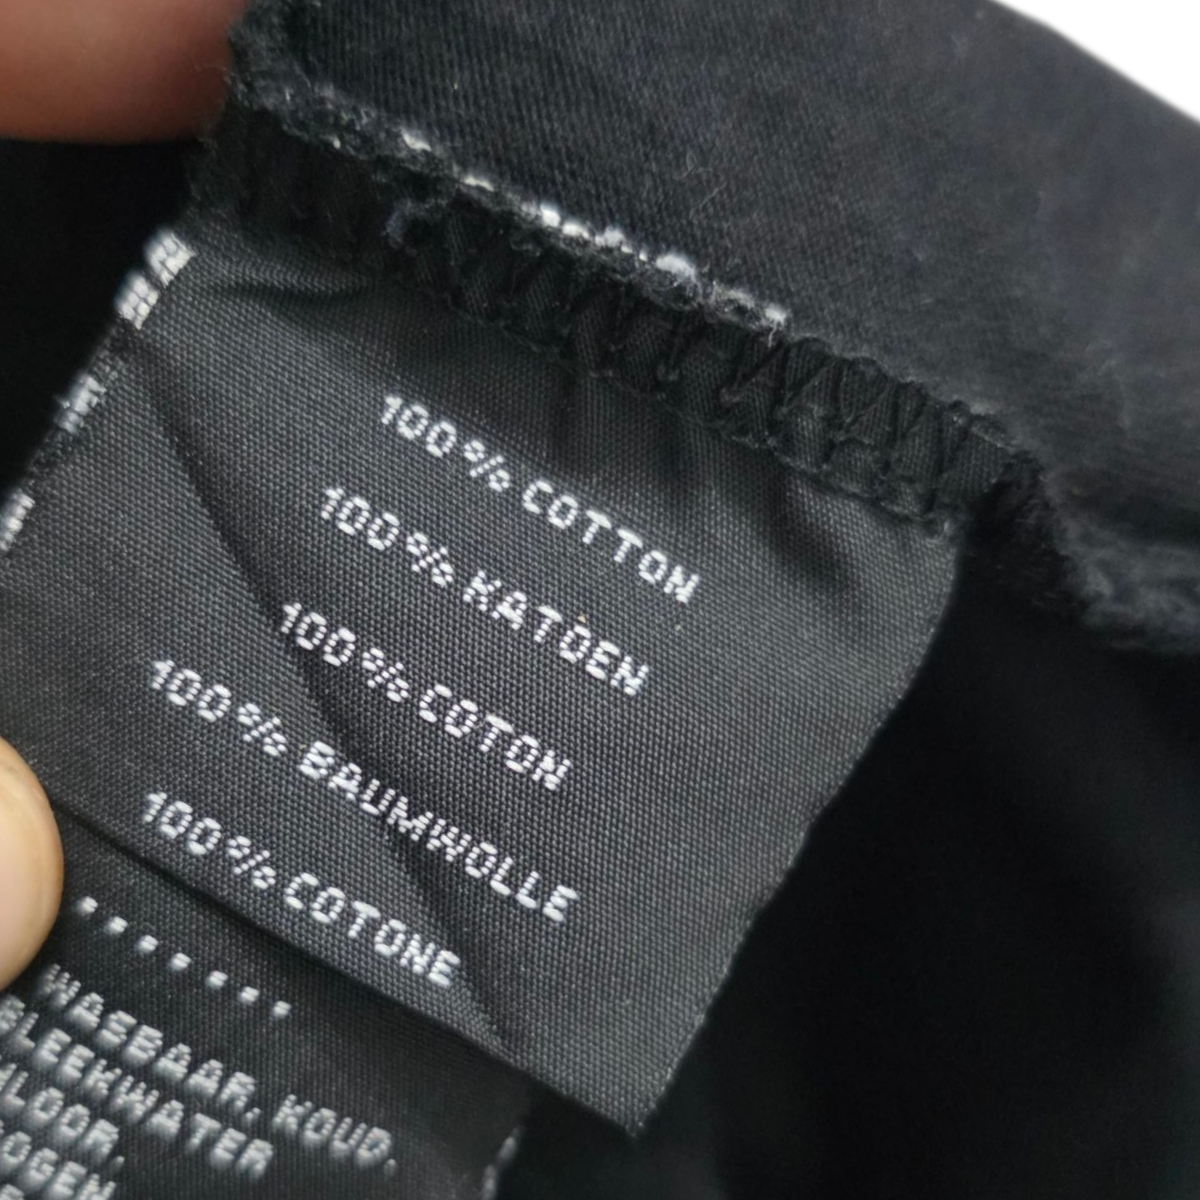 100% COTTON
100% KATOEN
100% COTON
100% BAUMWOLLE
100% COTONE
.......
WASBAAR. KOUD.
BLEEKWATER